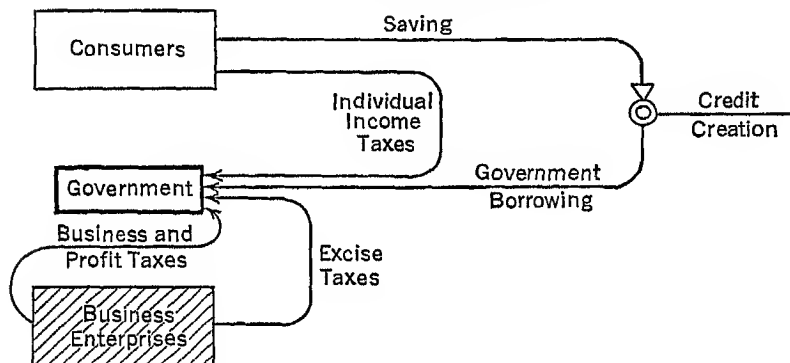 Saving
Consumers
Individual
Income
Taxes
Credit
Creation
Government
Government
Borrowing
Business and
Profit Taxes
Excise
Taxes
Business
Enterprises